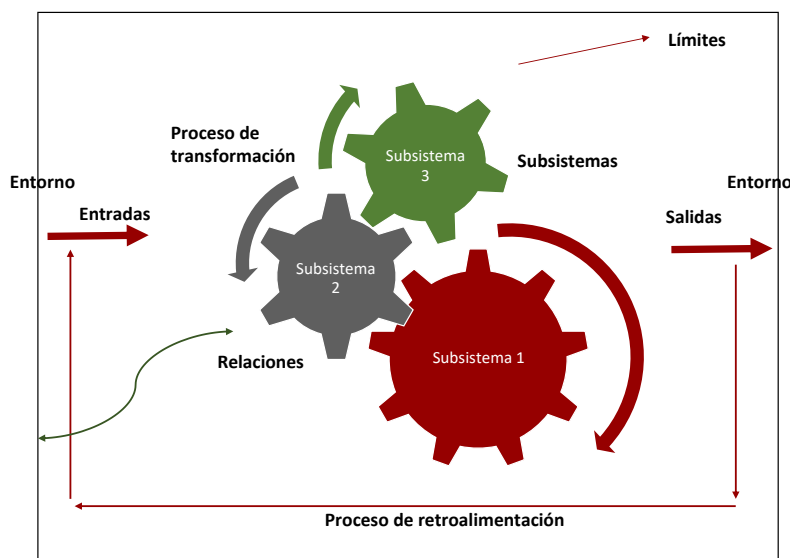 Límites
Proceso de
transformación
Subsistema
3
Subsistemas
Entorno
Entorno
Entradas
Salidas
Subsistema
2
Relaciones
Subsistema 1
Proceso de retroalimentación